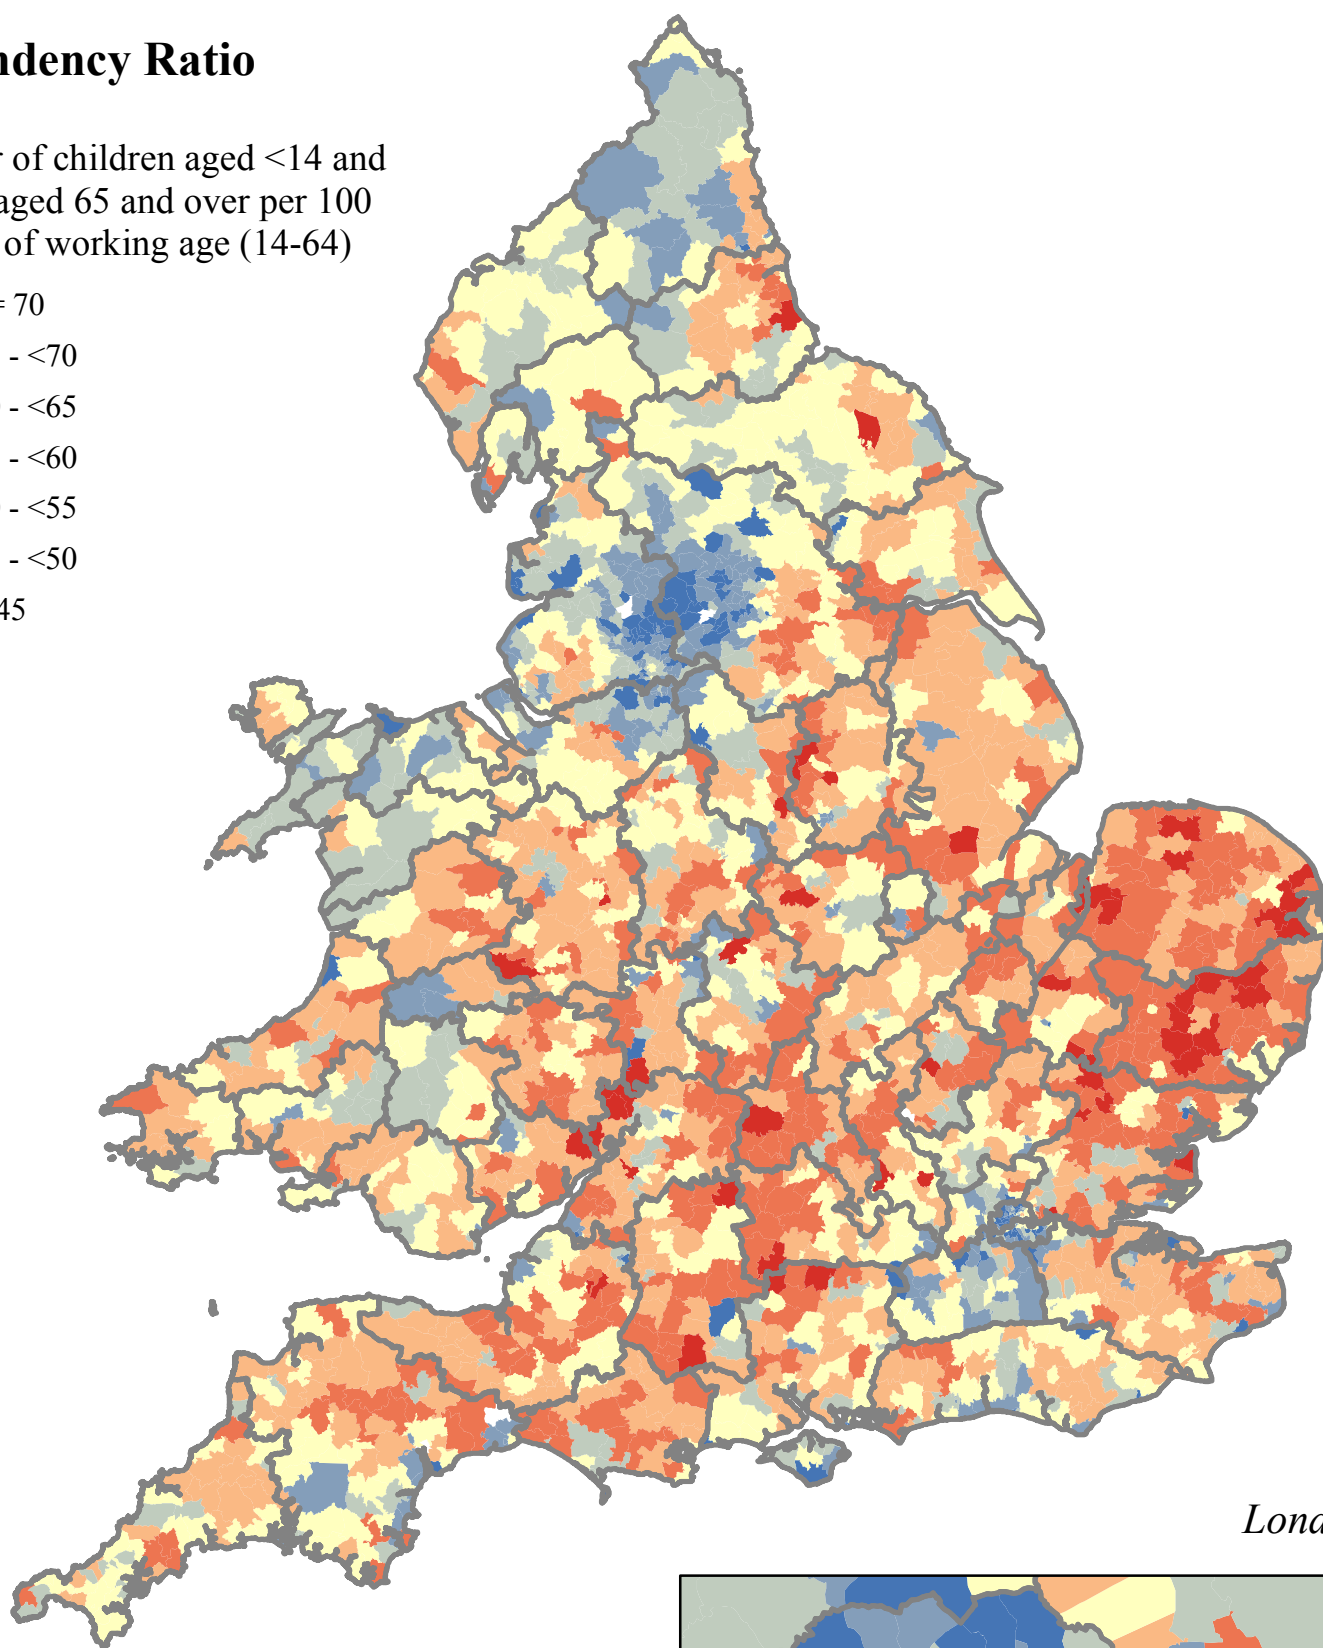 ndency Ratio
r of children aged <14 and
aged 65 and over per 100
of working age (14-64)
= 70
- <70
- <65
- <60
- <55
- <50
45
Lond